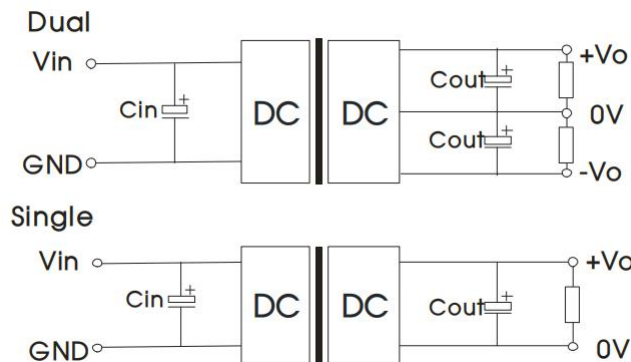 Dual
Vin
+Vo
Cout
+
Cin
+
DC
DC
0V
Cout
+
GND
-Vo
Single
Vin
+Vo
Cin
+
DC
DC
Cout
+
GND
0V